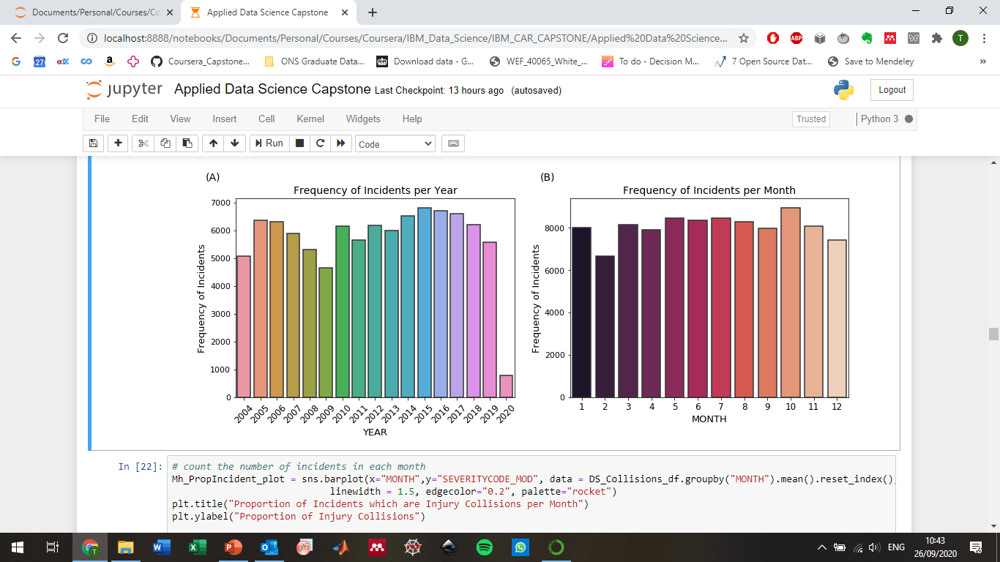 Documents/Personal/Courses/Co
Applied Data Science Capstone
localhost:8888/notebooks/Documents/Personal/Courses/Coursera/IBM_Data_Science/IBM_CAR_CAPSTONE/Applied%20Data%20Science...
ABP
T
G
27
edX
a
Coursera_Capstone...
ONS Graduate Data...
Download data - G...
WEF_40065_White_...
To do - Decision M...
7 Open Source Dat...
Save to Mendeley
»
jupyter Applied Data Science Capstone Last Checkpoint: 13 hours ago (autosaved)
Logout
File Edit View Insert Cell Kernel Widgets Help
Trusted
Python 3
Run
Code
(A)
Frequency of Incidents per Year
Frequency of Incidents
7000
6000
5000
4000
3000
2000
1000
0
2004 2005 2006 2007 2008 2009 2010 2011 2012 2013 2014 2015 2016 2017 2018 2019 2020
YEAR
(B)
Frequency of Incidents per Month
Frequency of Incidents
8000
6000
4000
2000
0
1 2 3 4 5 6 7 8 9 10 11 12
MONTH
In [22]:
# count the number of incidents in each month
Mh_PropIncident_plot = sns.barplot(x="MONTH",y="SEVERITYCODE_MOD", data = DS_Collisions_df.groupby("MONTH").mean().reset_index(),
linewidth = 1.5, edgecolor="0.2", palette="rocket")
plt.title("Proportion of Incidents which are Injury Collisions per Month")
plt.ylabel("Proportion of Injury Collisions")
T
W
X
P
ENG
10:43
26/09/2020